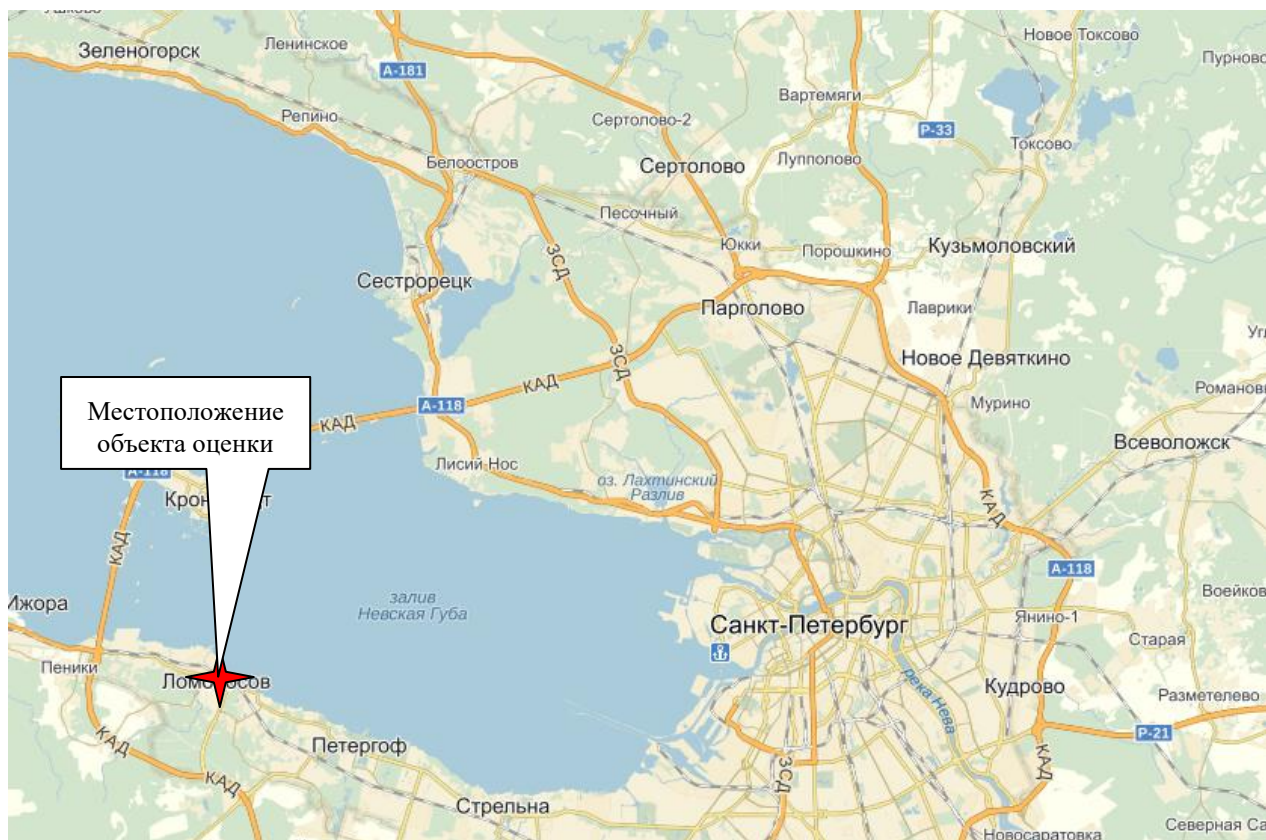 Зеленогорск
Ленинское
Новое Токсово
Пурново
А-181
Вартемяги
Репино
Сертолово-2
Р-33
Токсово
Белоостров
Сертолово
Лупполово
Песочный
Юкки
Порошкино
Кузьмоловский
ЗСД
Сестрорецк
Парголово
Лаврики
ЗСД
Новое Девяткино
КАД
Романовк
Мурино
А-118
Местоположение
объекта оценки
КАД
Всеволожск
Лисий Нос
А-118
оз. Лахтинский
Разлив
КАД
КАД
А-118
Воейков
залив
Невская Губа
Ижора
Санкт-Петербург
Янино-1
Старая
Пеники
река Нева
Кудрово
Разметелево
Р-21
КАД
Петергоф
КАД
ЗСД
КАД
Стрельна
Новосаратовка
Северная Са